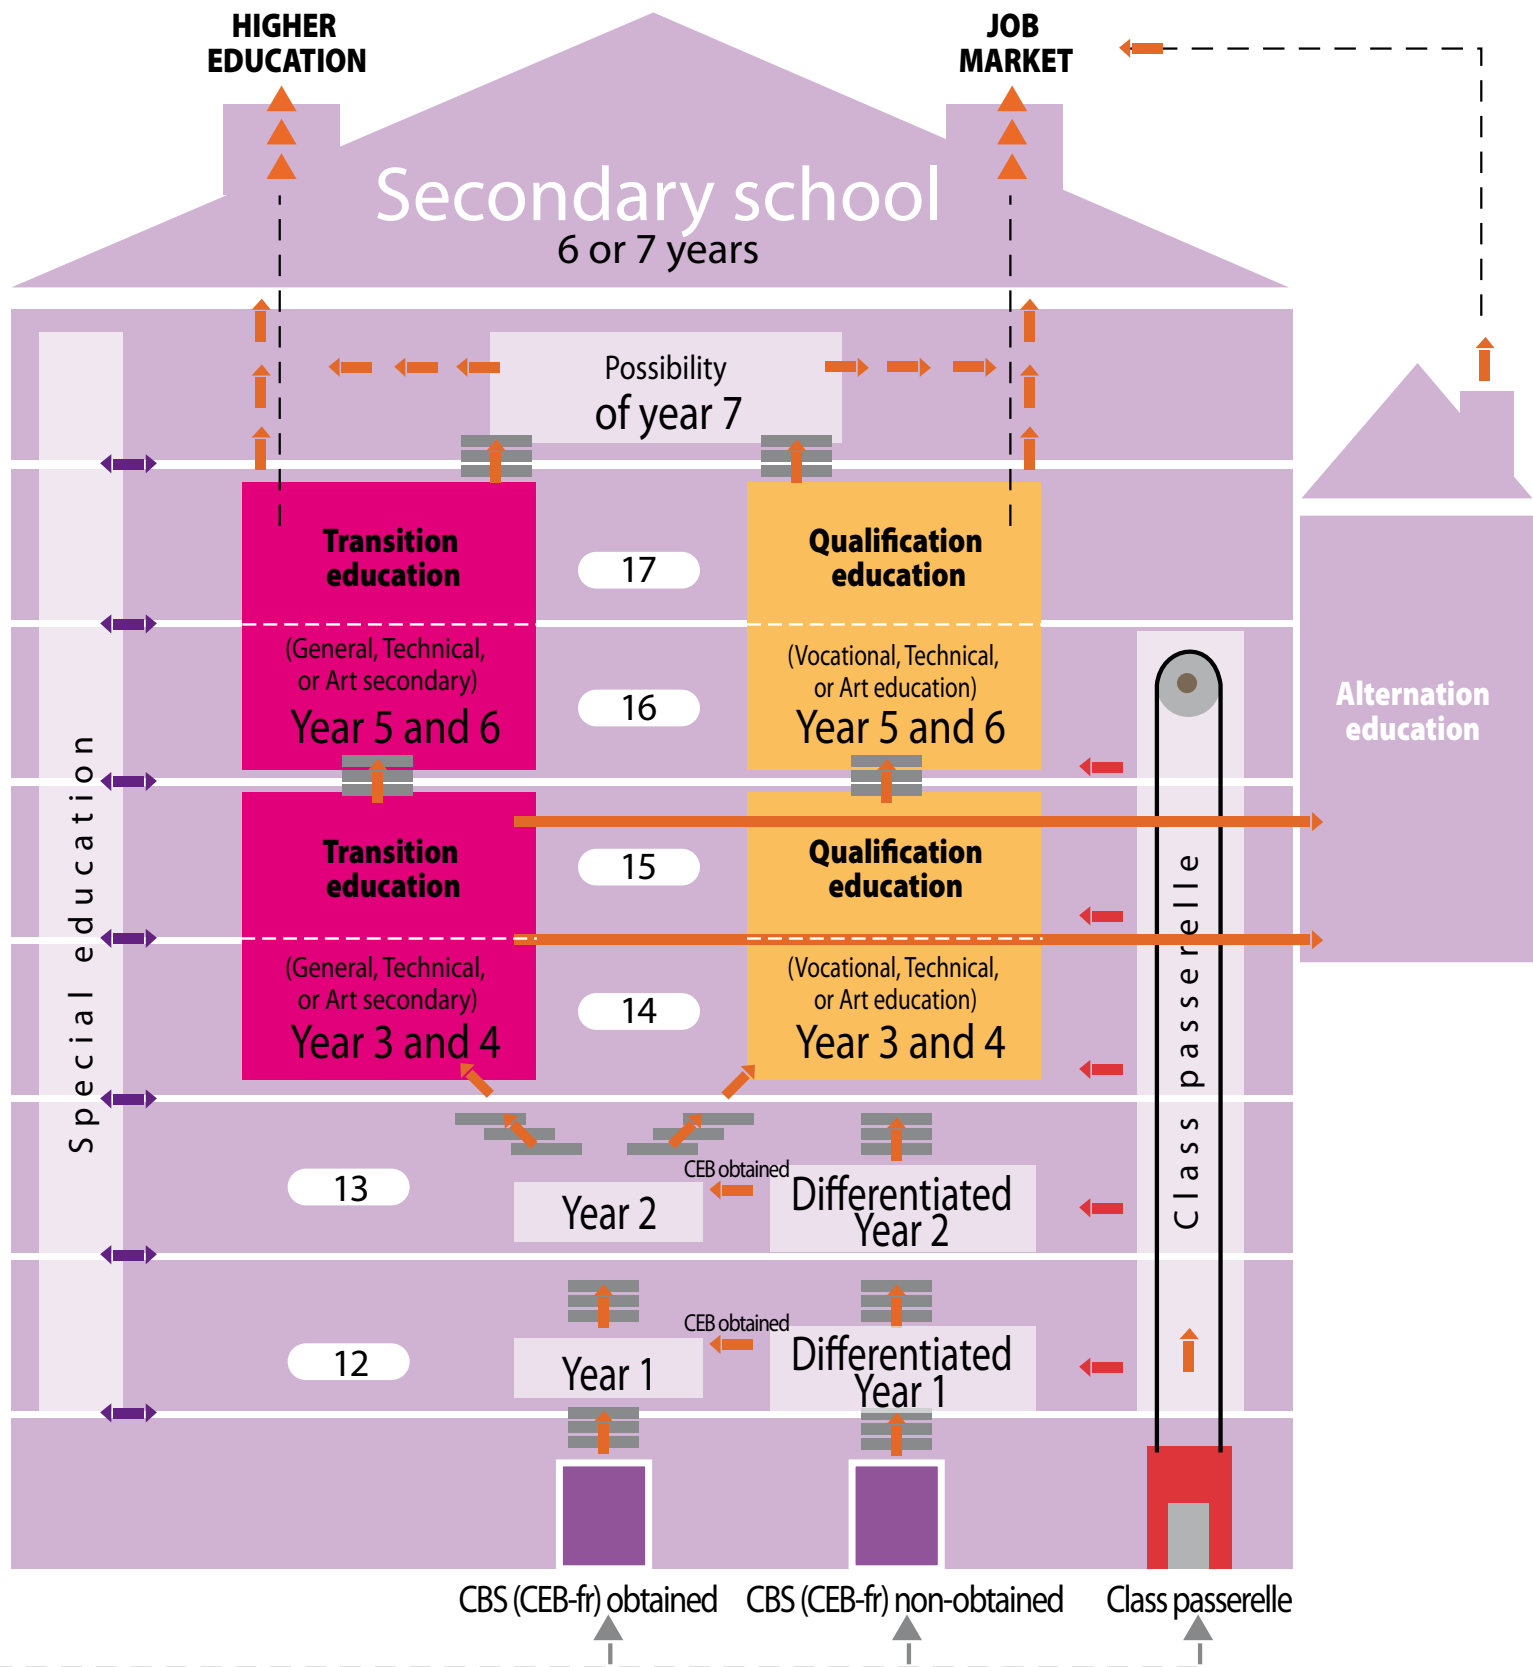 HIGHER
EDUCATION
JOB
MARKET
Secondary school
6 or 7 years
Possibility
of year 7
Transition
education
17
Qualification
education
(General, Technical,
or Art secondary)
Year 5 and 6
16
(Vocational, Technical,
or Art education)
Year 5 and 6
Alternation
education
Special education
Transition
education
15
Qualification
education
Class passerelle
(General, Technical,
or Art secondary)
Year 3 and 4
14
(Vocational, Technical,
or Art education)
Year 3 and 4
13
Year 2
CEB obtained
Differentiated
Year 2
12
Year 1
CEB obtained
Differentiated
Year 1
CBS (CEB-fr) obtained
CBS (CEB-fr) non-obtained
Class passerelle